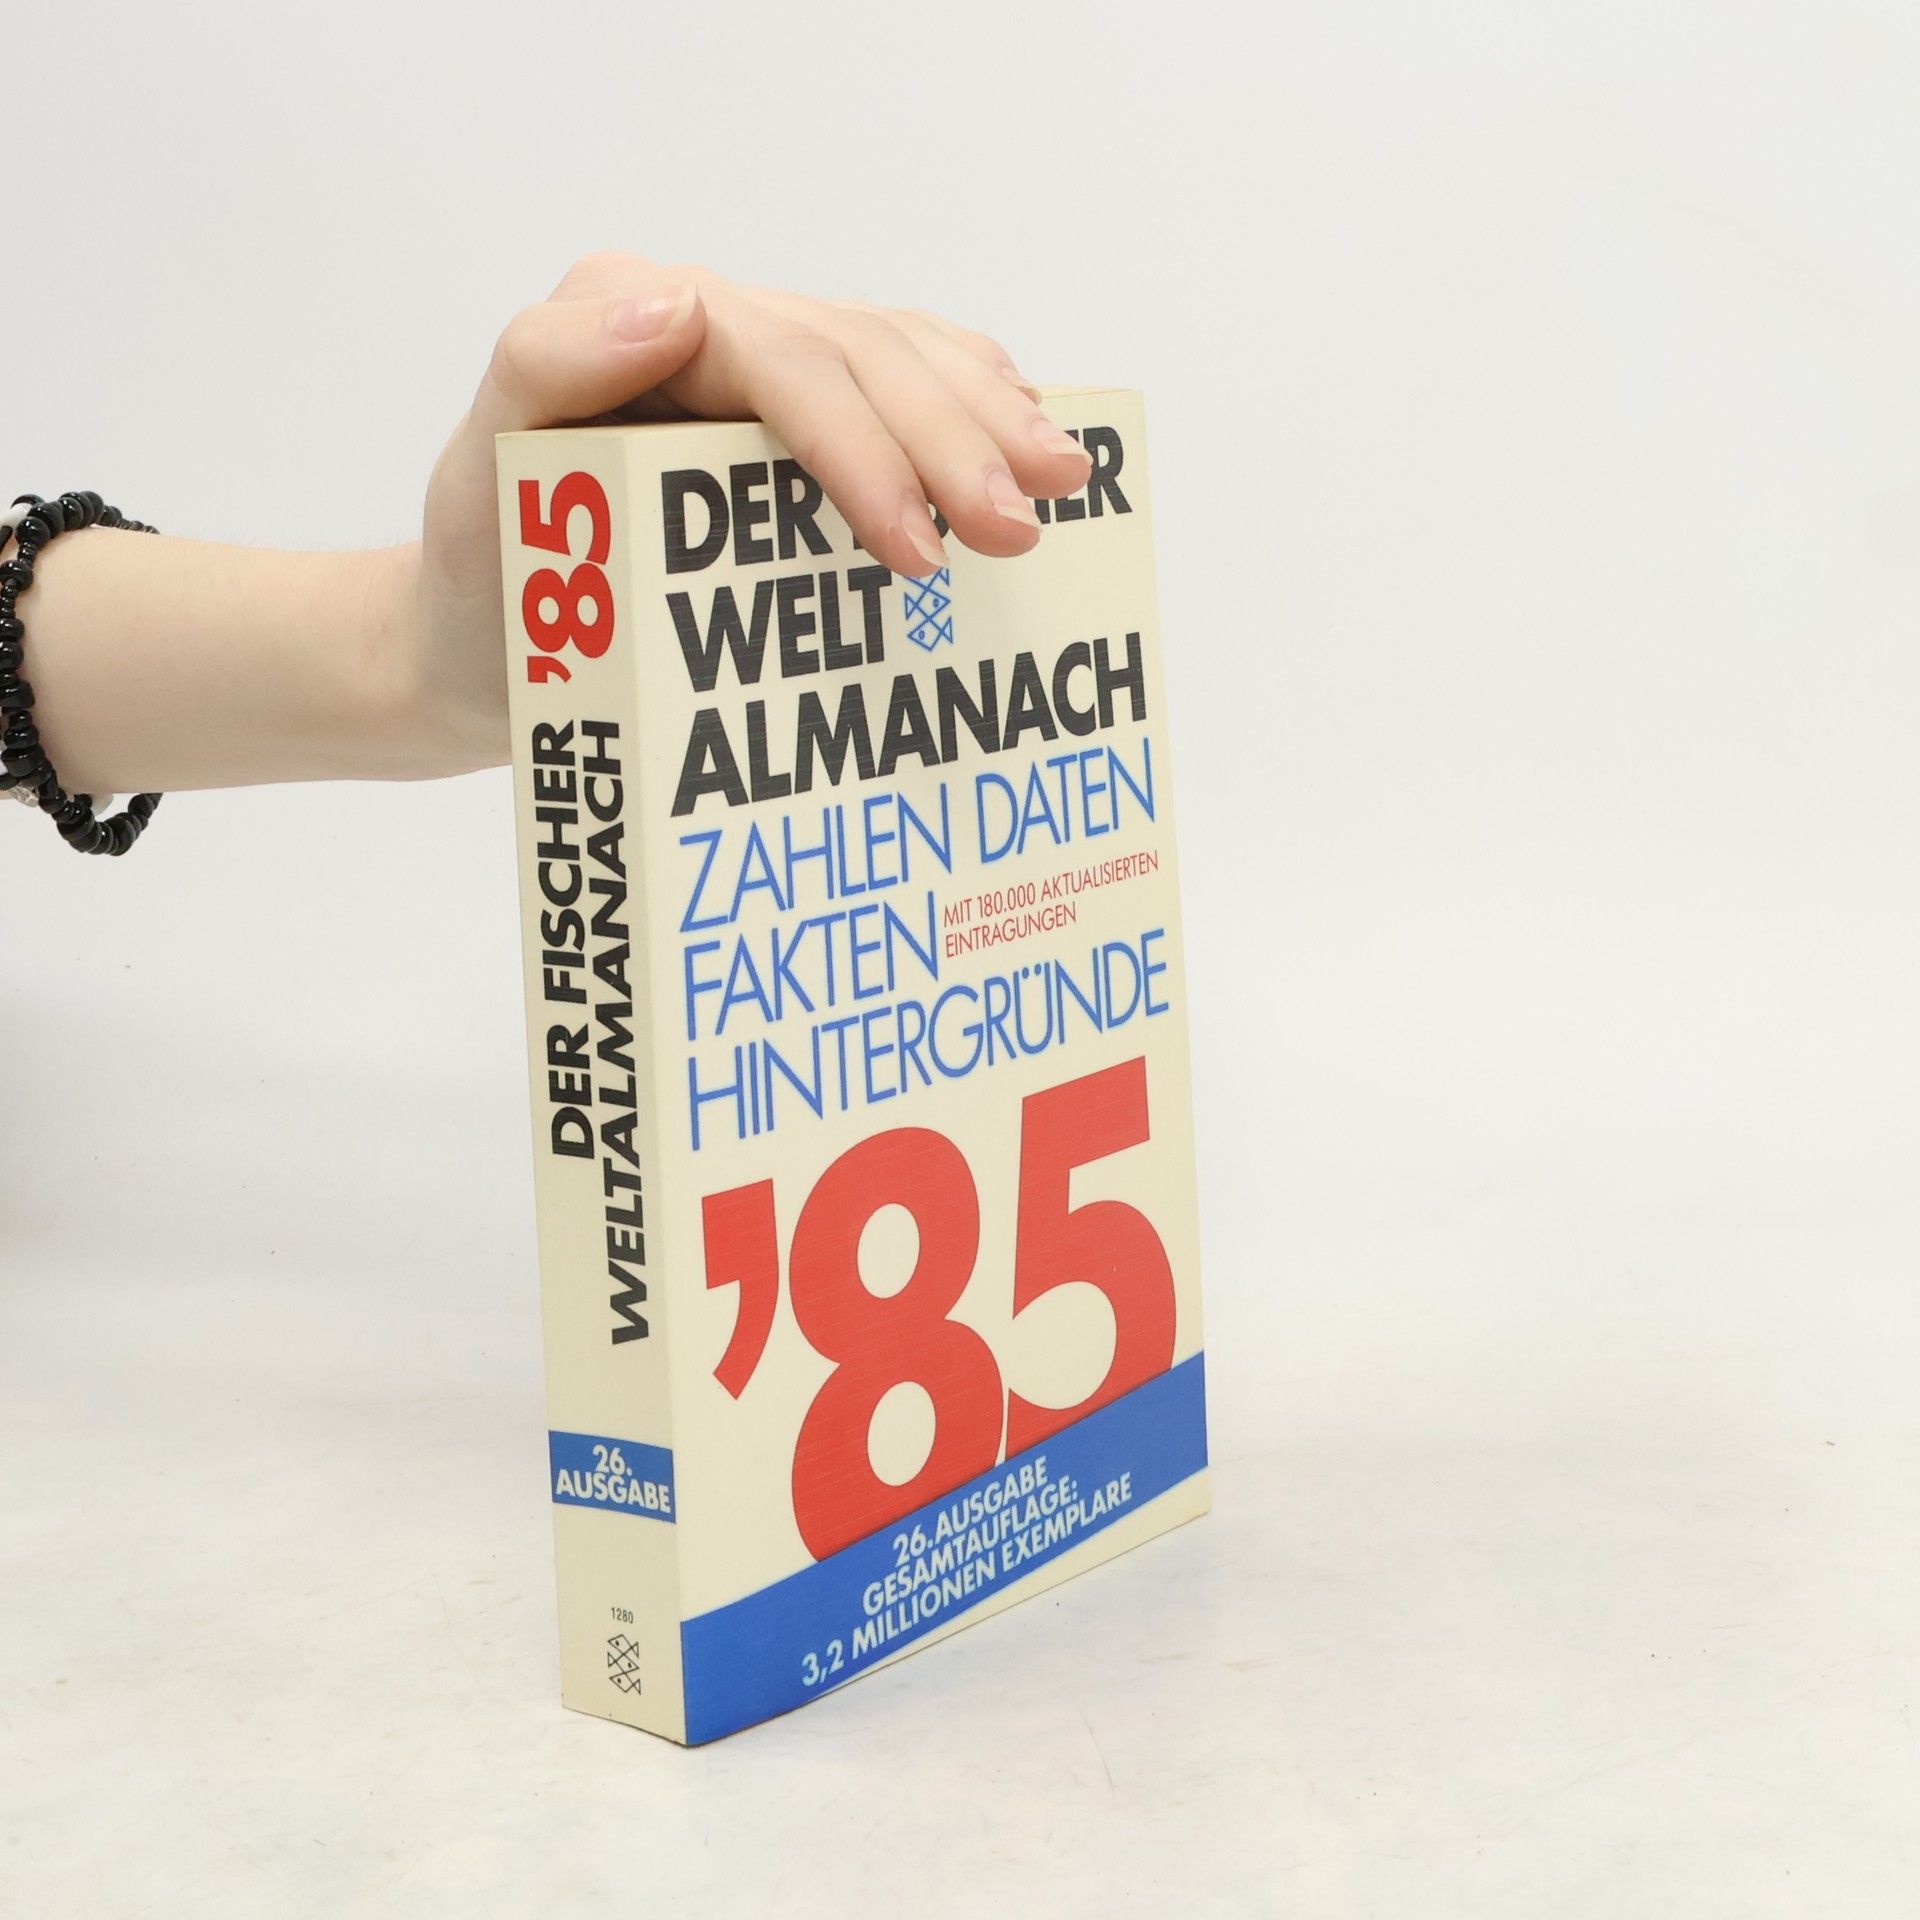 '85
DER FISCHER
WELTALMANACH
26.
AUSGABE
1280
DER
WELT
ALMANACH
ZAHLEN DATEN
FAKTEN
MIT 180.000 AKTUALISIERTEN
EINTRAGUNGEN
HINTERGRÜNDE
'85
26. AUSGABE
GESAMTAUFLAGE:
3,2 MILLIONEN EXEMPLARE